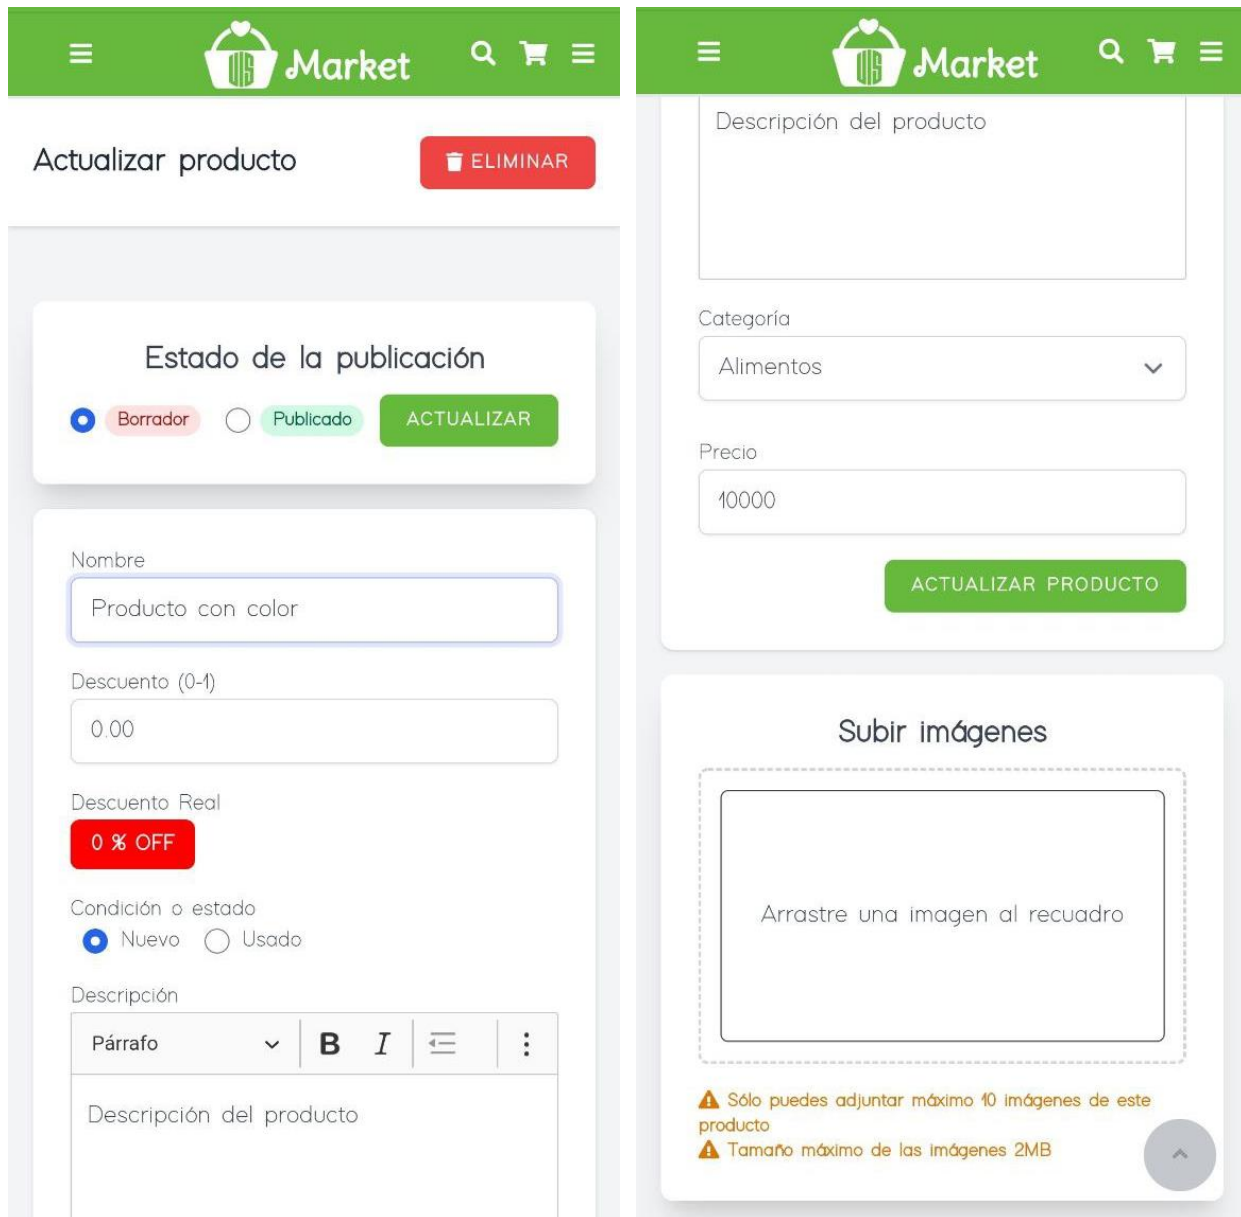 UIS Market
Actualizar producto
ELIMINAR
Estado de la publicación
Borrador Publicado ACTUALIZAR
Nombre
Producto con color
Descuento (0-1)
0.00
Descuento Real
0 % OFF
Condición o estado
Nuevo Usado
Descripción
Párrafo B I
Descripción del producto
UIS Market
Descripción del producto
Categoría
Alimentos
Precio
10000
ACTUALIZAR PRODUCTO
Subir imágenes
Arrastre una imagen al recuadro
Sólo puedes adjuntar máximo 10 imágenes de este
producto
Tamaño máximo de las imágenes 2MB